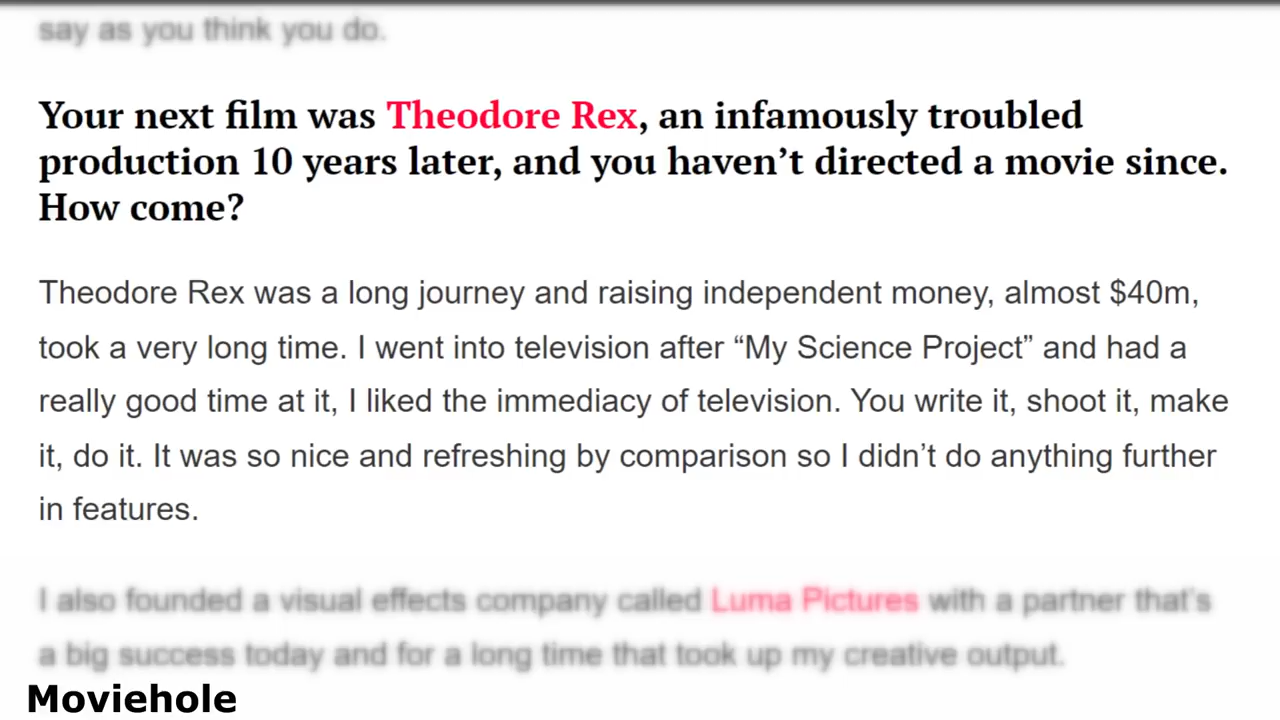 say as you think you do.
Your next film was Theodore Rex, an infamously troubled
production 10 years later, and you haven’t directed a movie since.
How come?
Theodore Rex was a long journey and raising independent money, almost $40m,
took a very long time. I went into television after “My Science Project” and had a
really good time at it, I liked the immediacy of television. You write it, shoot it, make
it, do it. It was so nice and refreshing by comparison so I didn’t do anything further
in features.
I also founded a visual effects company called Luma Pictures with a partner that’s
a big success today and for a long time that took up my creative output.
Moviehole